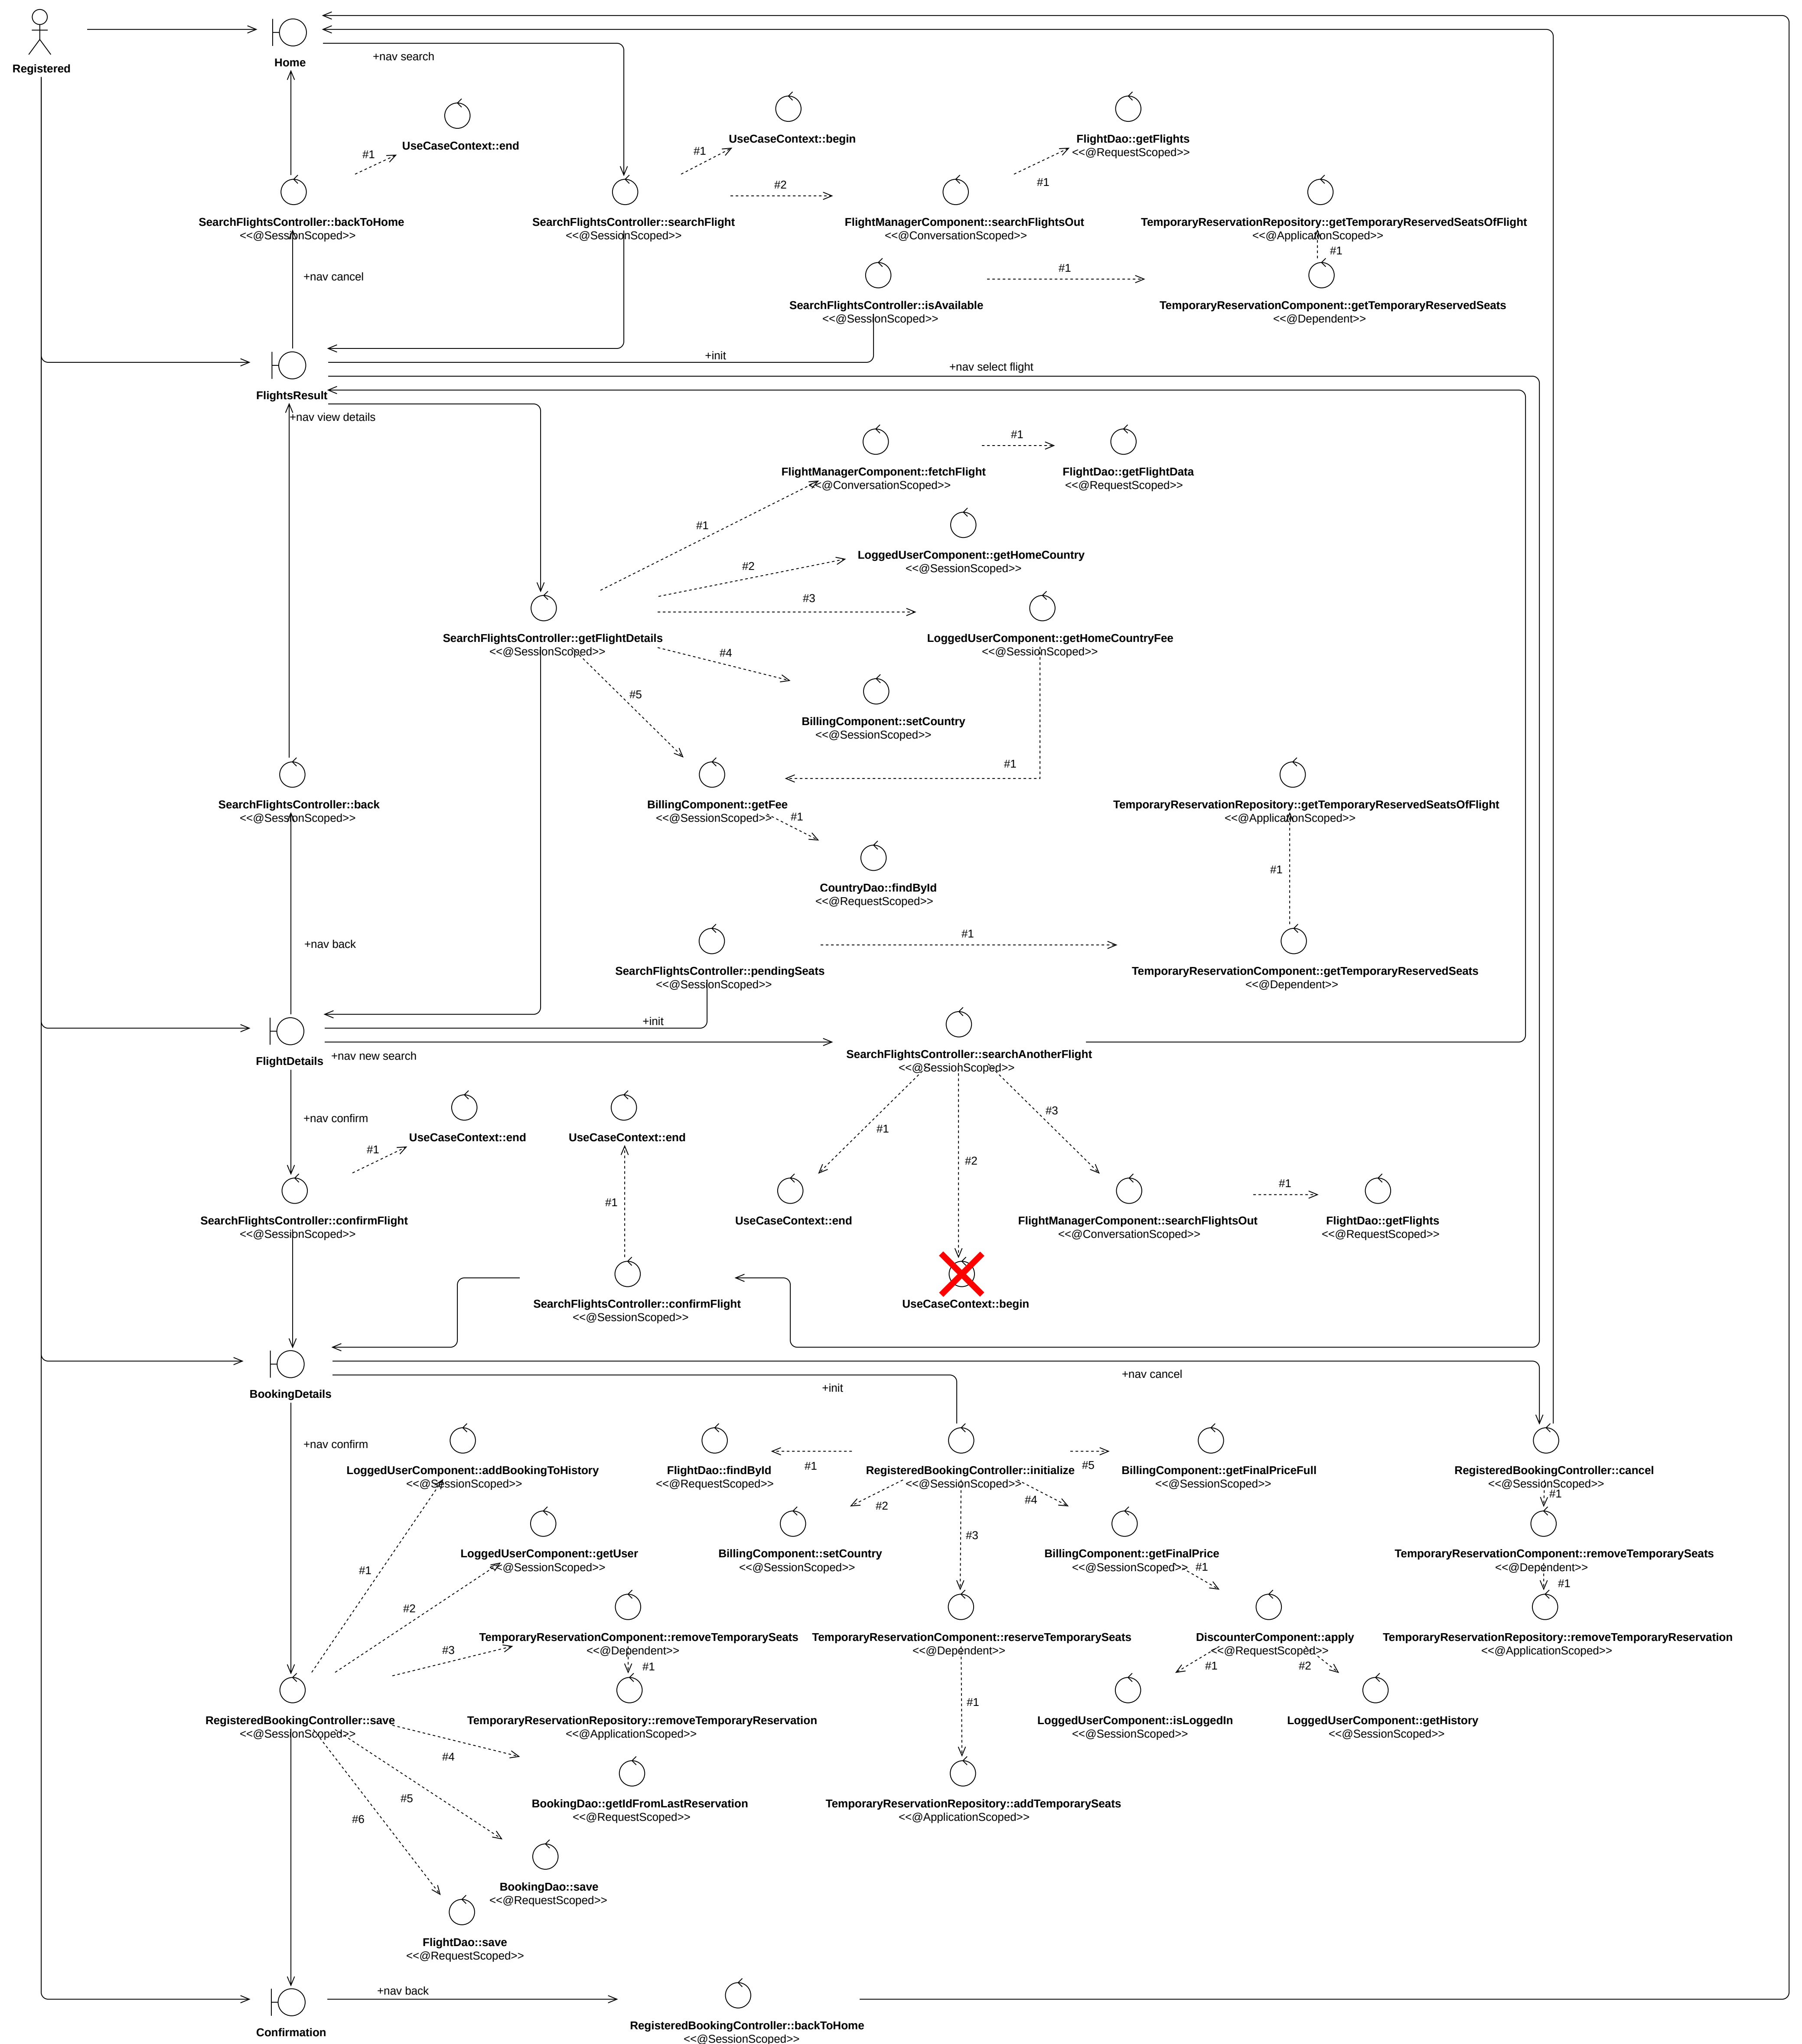 Registered
Home
+nav search
UseCaseContext::end
#1
UseCaseContext::begin
#1
FlightDao::getFlights
<<@RequestScoped>>
#1
#2
SearchFlightsController::backToHome
<<@SessionScoped>>
SearchFlightsController::searchFlight
<<@SessionScoped>>
FlightManagerComponent::searchFlightsOut
<<@ConversationScoped>>
TemporaryReservationRepository::getTemporaryReservedSeatsOfFlight
<<@ApplicationScoped>>
#1
+nav cancel
#1
SearchFlightsController::isAvailable
<<@SessionScoped>>
TemporaryReservationComponent::getTemporaryReservedSeats
<<@Dependent>>
+init
+nav select flight
FlightsResult
+nav view details
#1
FlightManagerComponent::fetchFlight
<<@ConversationScoped>>
FlightDao::getFlightData
<<@RequestScoped>>
#1
LoggedUserComponent::getHomeCountry
<<@SessionScoped>>
#2
#3
SearchFlightsController::getFlightDetails
<<@SessionScoped>>
LoggedUserComponent::getHomeCountryFee
<<@SessionScoped>>
#4
#5
BillingComponent::setCountry
<<@SessionScoped>>
#1
SearchFlightsController::back
<<@SessionScoped>>
BillingComponent::getFee
<<@SessionScoped>>
#1
TemporaryReservationRepository::getTemporaryReservedSeatsOfFlight
<<@ApplicationScoped>>
#1
CountryDao::findById
<<@RequestScoped>>
+nav back
#1
SearchFlightsController::pendingSeats
<<@SessionScoped>>
TemporaryReservationComponent::getTemporaryReservedSeats
<<@Dependent>>
+init
FlightDetails
+nav new search
SearchFlightsController::searchAnotherFlight
<<@SessionScoped>>
+nav confirm
#3
#1
UseCaseContext::end
UseCaseContext::end
#1
#2
#1
#1
SearchFlightsController::confirmFlight
<<@SessionScoped>>
UseCaseContext::end
FlightManagerComponent::searchFlightsOut
<<@ConversationScoped>>
FlightDao::getFlights
<<@RequestScoped>>
SearchFlightsController::confirmFlight
<<@SessionScoped>>
UseCaseContext::begin
+nav cancel
BookingDetails
+init
+nav confirm
LoggedUserComponent::addBookingToHistory
<<@SessionScoped>>
FlightDao::findById
<<@RequestScoped>>
#1
RegisteredBookingController::initialize
<<@SessionScoped>>
#5
BillingComponent::getFinalPriceFull
<<@SessionScoped>>
RegisteredBookingController::cancel
<<@SessionScoped>>
#1
#2
#4
#3
LoggedUserComponent::getUser
<<@SessionScoped>>
BillingComponent::setCountry
<<@SessionScoped>>
BillingComponent::getFinalPrice
<<@SessionScoped>>
#1
TemporaryReservationComponent::removeTemporarySeats
<<@Dependent>>
#1
#1
#2
TemporaryReservationComponent::removeTemporarySeats
<<@Dependent>>
#3
#1
TemporaryReservationComponent::reserveTemporarySeats
<<@Dependent>>
DiscounterComponent::apply
<<@RequestScoped>>
#1
#2
TemporaryReservationRepository::removeTemporaryReservation
<<@ApplicationScoped>>
#1
RegisteredBookingController::save
<<@SessionScoped>>
TemporaryReservationRepository::removeTemporaryReservation
<<@ApplicationScoped>>
LoggedUserComponent::isLoggedIn
<<@SessionScoped>>
LoggedUserComponent::getHistory
<<@SessionScoped>>
#4
#5
#6
BookingDao::getIdFromLastReservation
<<@RequestScoped>>
TemporaryReservationRepository::addTemporarySeats
<<@ApplicationScoped>>
BookingDao::save
<<@RequestScoped>>
FlightDao::save
<<@RequestScoped>>
+nav back
Confirmation
RegisteredBookingController::backToHome
<<@SessionScoped>>